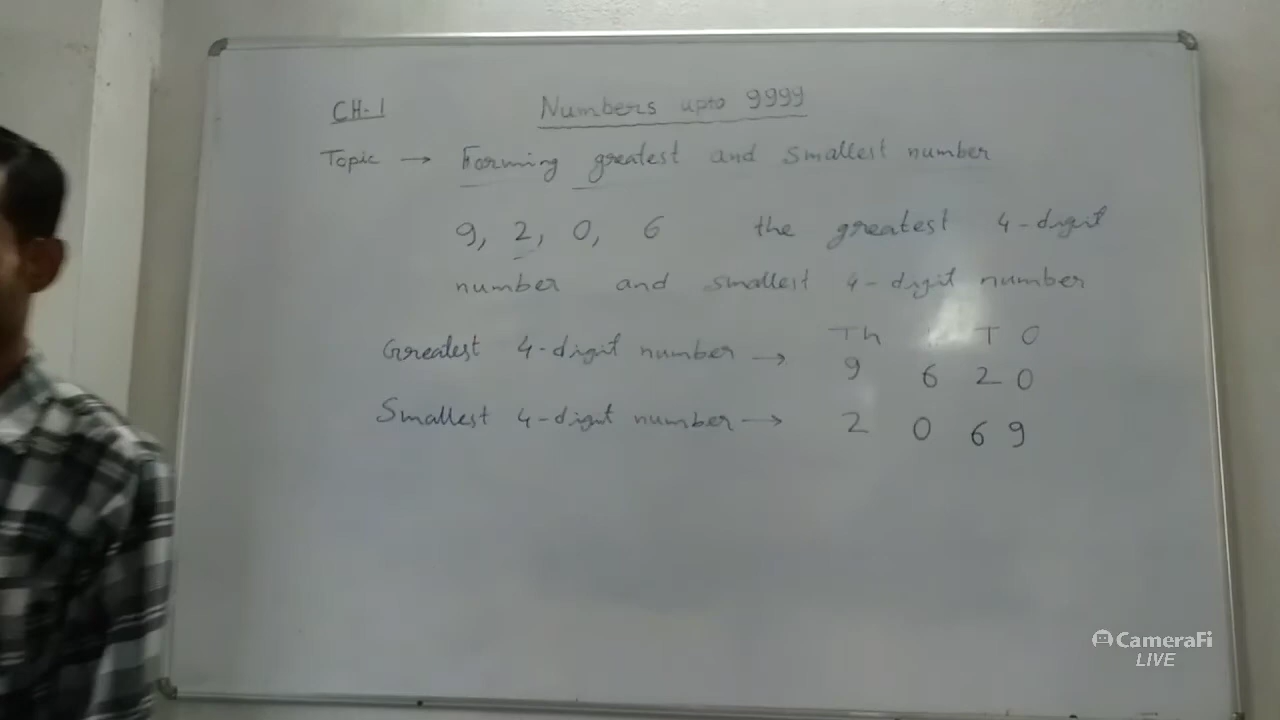 CH-1 Numbers upto 9999
Topic → Forming greatest and smallest number
9, 2, 0, 6 the greatest 4-digit
number and smallest 4-digit number
Th T O
Greatest 4-digit number → 9 6 2 0
Smallest 4-digit number → 2 0 6 9
CameraFi
LIVE